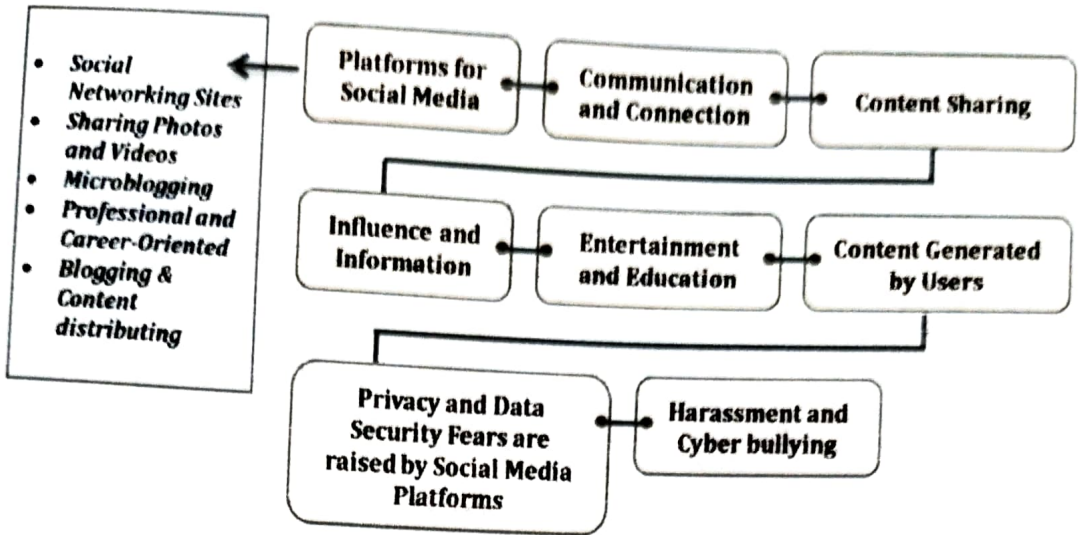 • Social
Networking Sites
• Sharing Photos
and Videos
• Microblogging
• Professional and
Career-Oriented
• Blogging &
Content
distributing
Platforms for
Social Media
Communication
and Connection
Content Sharing
Influence and
Information
Entertainment
and Education
Content Generated
by Users
Privacy and Data
Security Fears are
raised by Social Media
Platforms
Harassment and
Cyber bullying